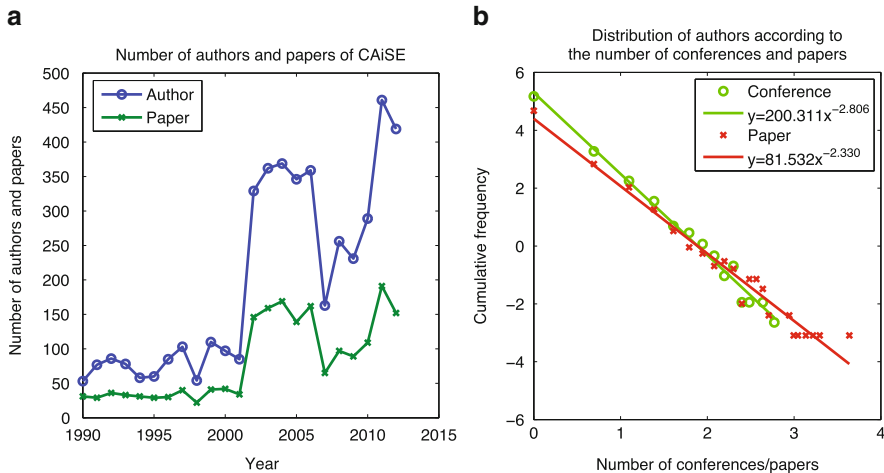 a
Number of authors and papers of CAiSE
500
450
400
350
300
250
200
150
100
50
0
1990
1995
2000
2005
2010
2015
Number of authors and papers
Year
Author
Paper
b
Distribution of authors according to
the number of conferences and papers
6
4
2
0
−2
−4
−6
0
1
2
3
4
Cumulative frequency
Number of conferences/papers
Conference
y=200.311x−2.806
Paper
y=81.532x−2.330